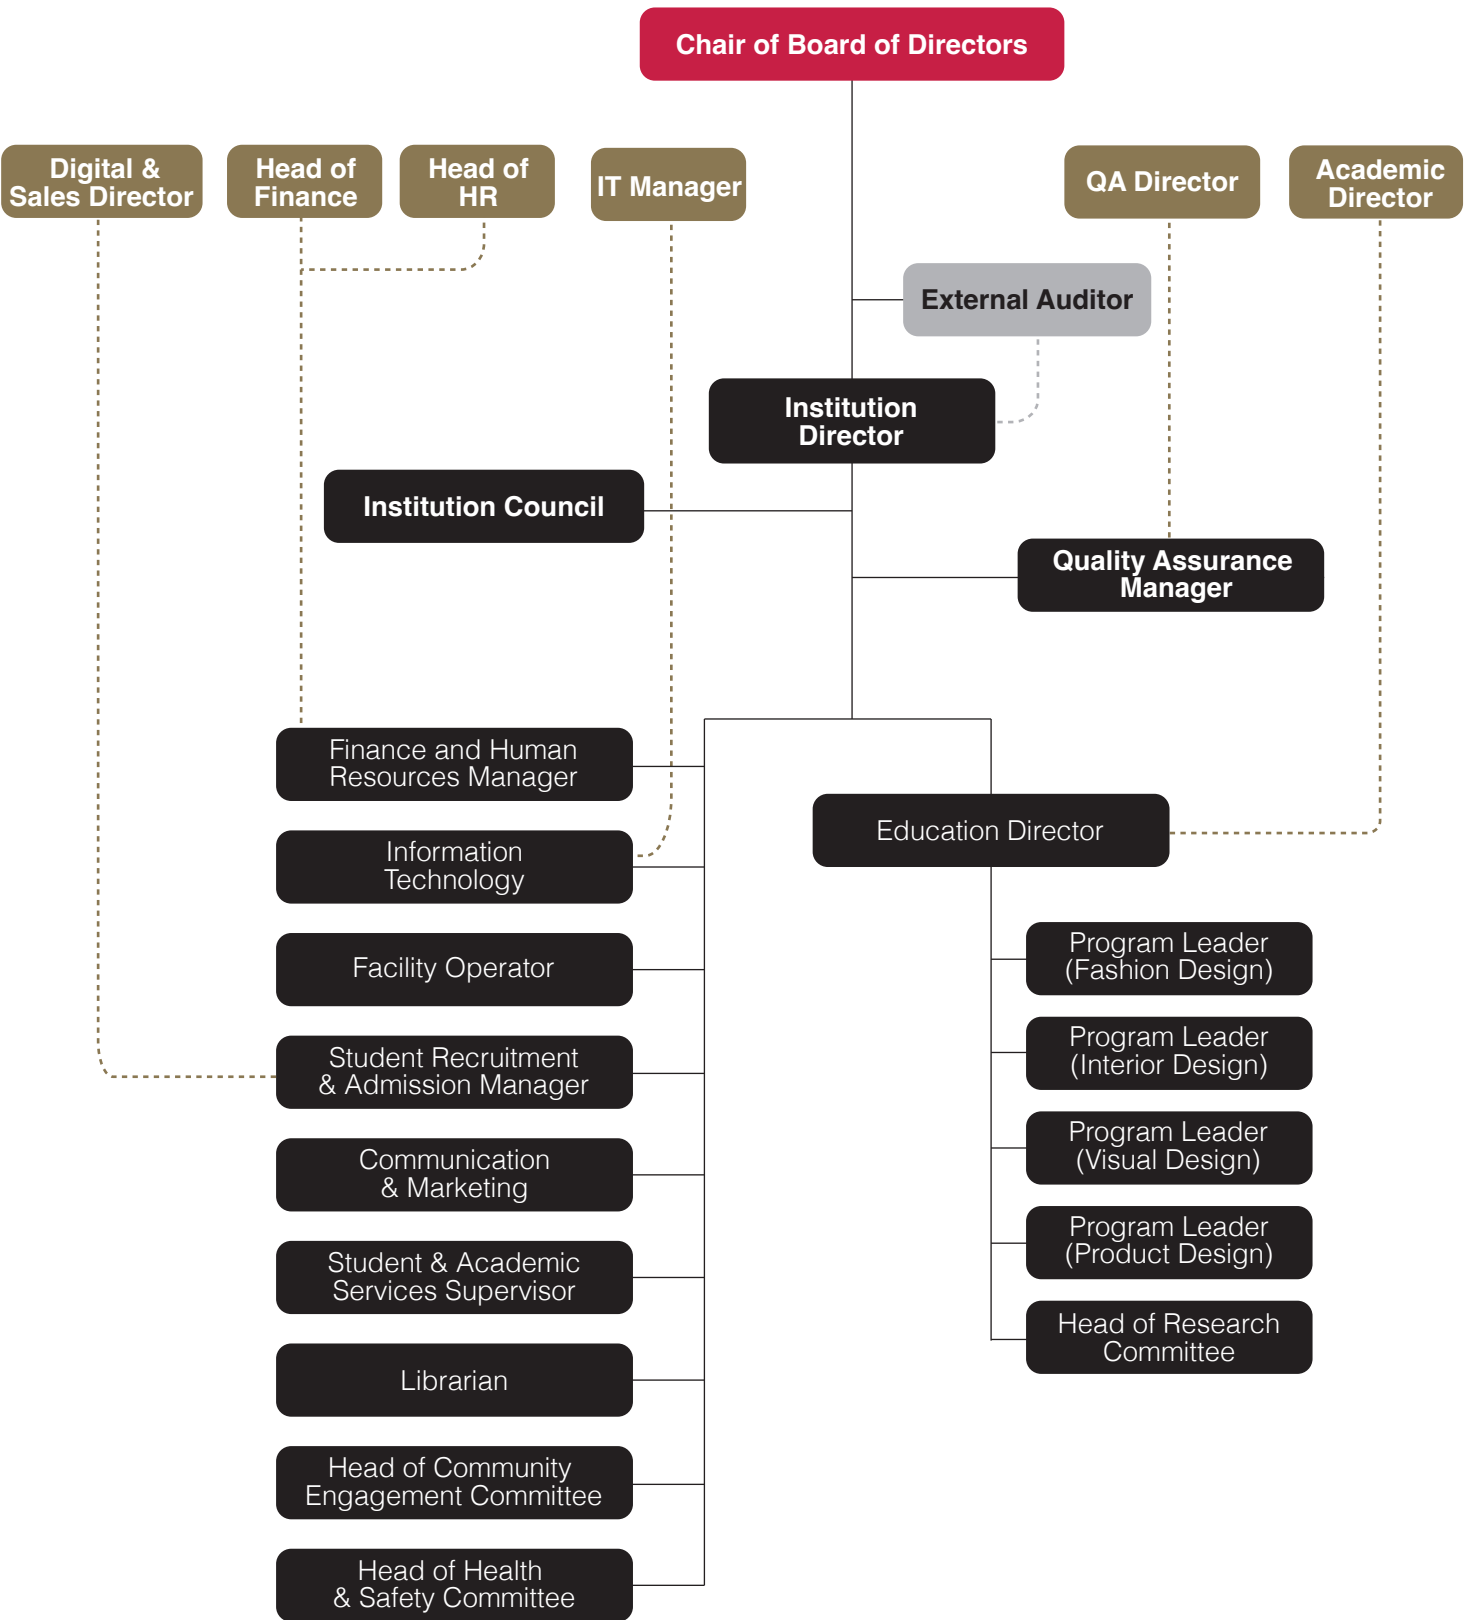 Chair of Board of Directors
Digital &
Sales Director
Head of
Finance
Head of
HR
IT Manager
QA Director
Academic
Director
External Auditor
Institution
Director
Institution Council
Quality Assurance
Manager
Finance and Human
Resources Manager
Information
Technology
Facility Operator
Student Recruitment
& Admission Manager
Communication
& Marketing
Student & Academic
Services Supervisor
Librarian
Head of Community
Engagement Committee
Head of Health
& Safety Committee
Education Director
Program Leader
(Fashion Design)
Program Leader
(Interior Design)
Program Leader
(Visual Design)
Program Leader
(Product Design)
Head of Research
Committee